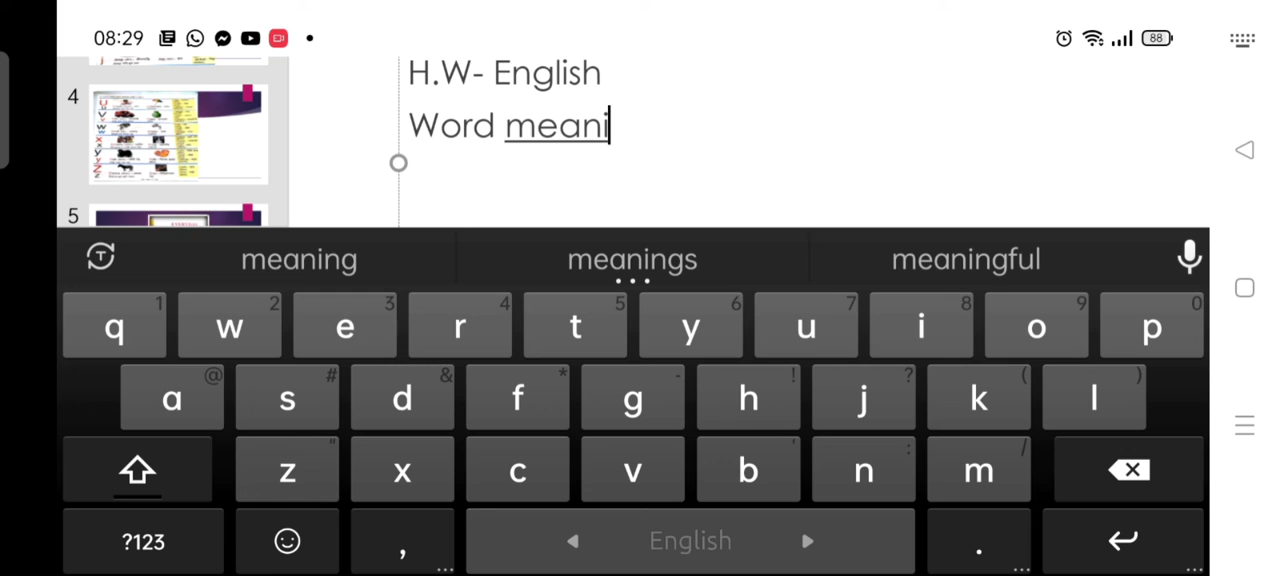 08:29
88
H.W- English
4
Word meani
5
meaning meanings meaningful
q 1 w 2 e 3 r 4 t 5 y 6 u 7 i 8 o 9 p 0
a @ s # d & f * g - h ! j ? k ( l )
z " x c v b ' n : m /
?123 , English .